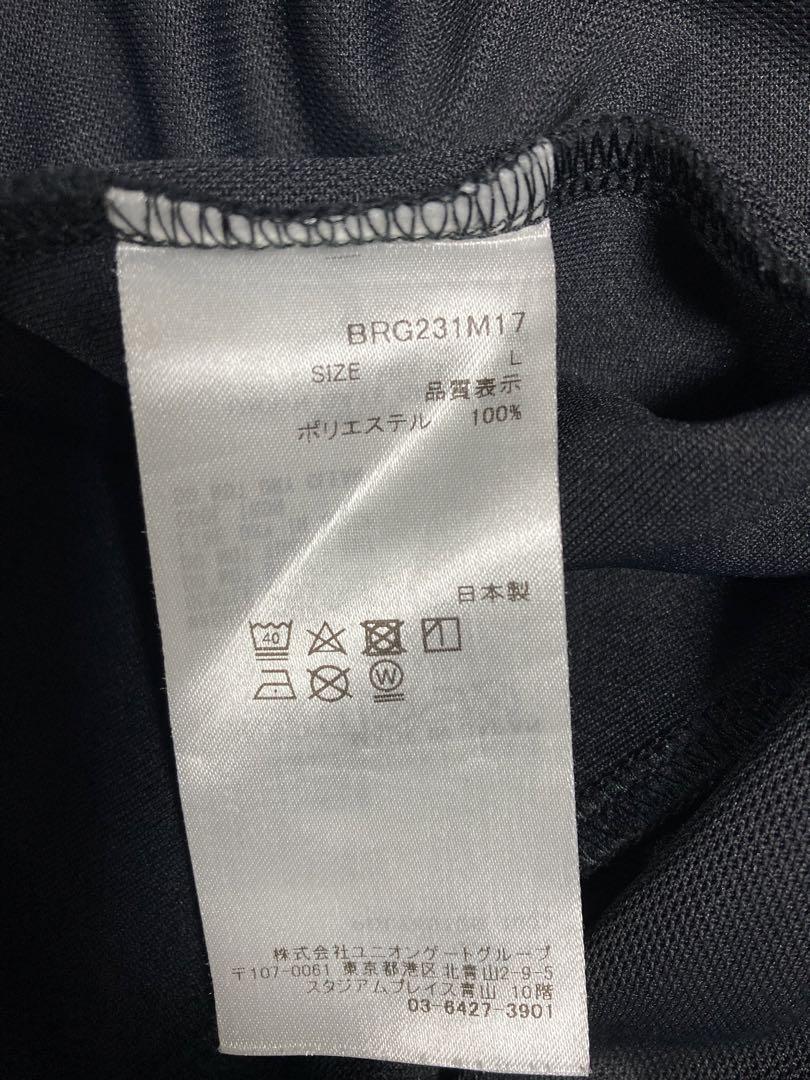 BRG231M17
SIZE L
品質表示
ポリエステル 100%
日本製
40
W
株式会社ユニオンゲートグループ
〒107-0061 東京都港区北青山2-9-5
スタジアムプレイス青山 10階
03-6427-3901